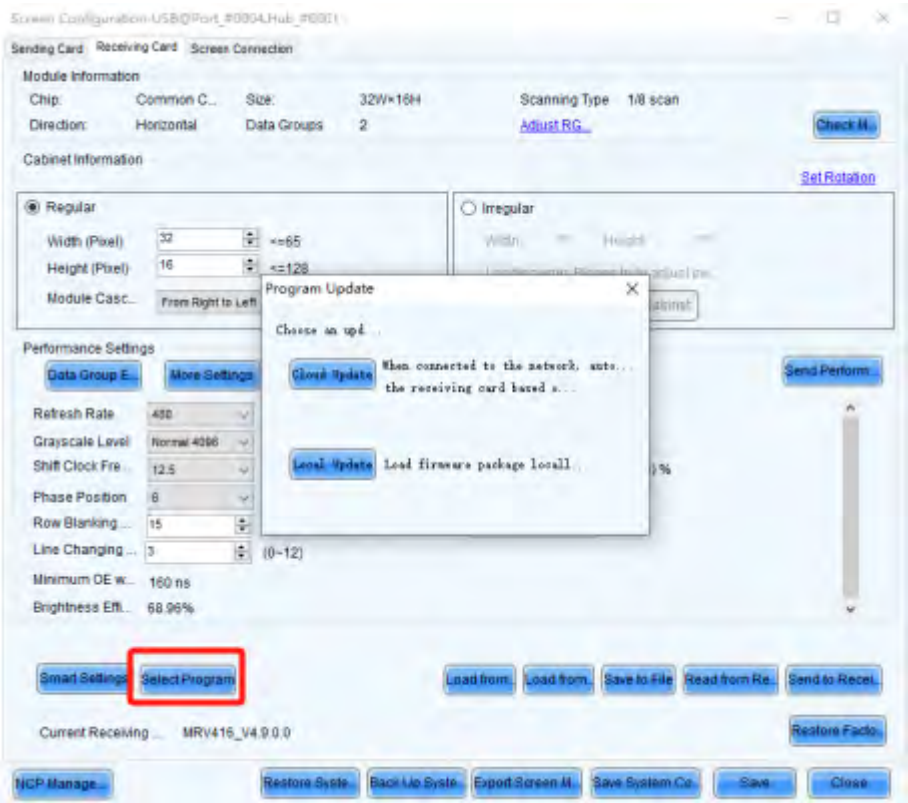 Screen Configuration-USB@Port_#0004.Hub_#0001
Sending Card Receiving Card Screen Connection
Module Information
Chip: Common C... Size: 32W×16H Scanning Type 1/8 scan
Direction: Horizontal Data Groups 2 Adjust RG... Check M...
Cabinet Information
Set Rotation
Regular Irregular
Width (Pixel) 32 <=65 Width Height
Height (Pixel) 16 <=128
Module Casc... From Right to Left
Program Update
Choose an upd...
Cloud Update When connected to the network, auto...
the receiving card based s...
Local Update Load firmware package locall...
Performance Settings
Data Group E... More Settings Send Perform...
Refresh Rate 480
Grayscale Level Normal 4096
Shift Clock Fre... 12.5 %
Phase Position 6
Row Blanking ... 15
Line Changing ... 3 (0~12)
Minimum OE w... 160 ns
Brightness Effi... 68.96%
Smart Settings Select Program Load from... Load from... Save to File Read from Re... Send to Recei...
Current Receiving ... MRV416_V4.9.0.0 Restore Facto...
NCP Manage... Restore Syste... Back Up Syste... Export Screen M... Save System Co... Save Close